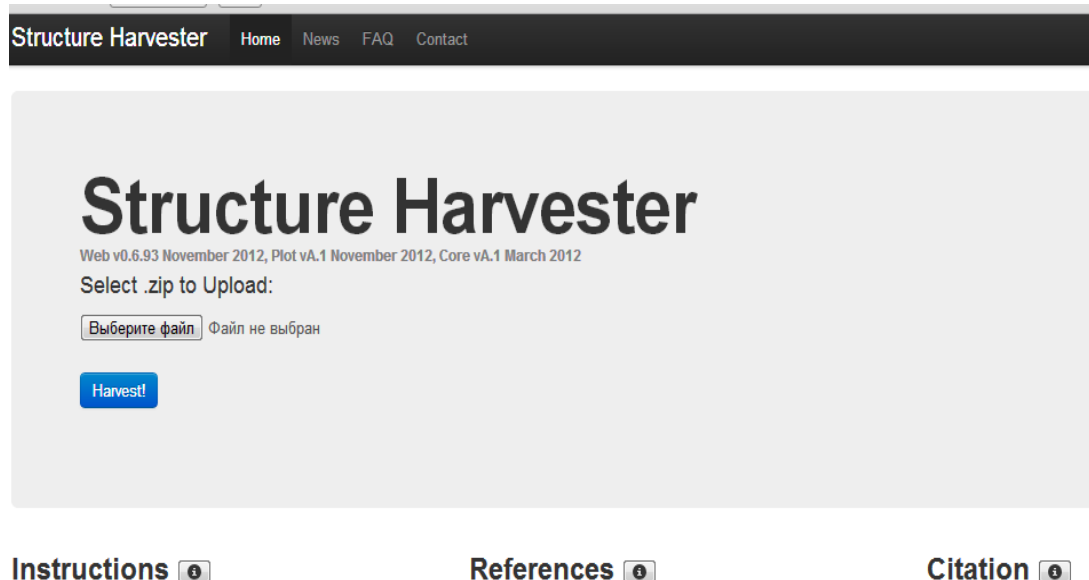 Structure Harvester Home News FAQ Contact
Structure Harvester
Web v0.6.93 November 2012, Plot vA.1 November 2012, Core vA.1 March 2012
Select .zip to Upload:
Выберите файл Файл не выбран
Harvest!
Instructions References Citation